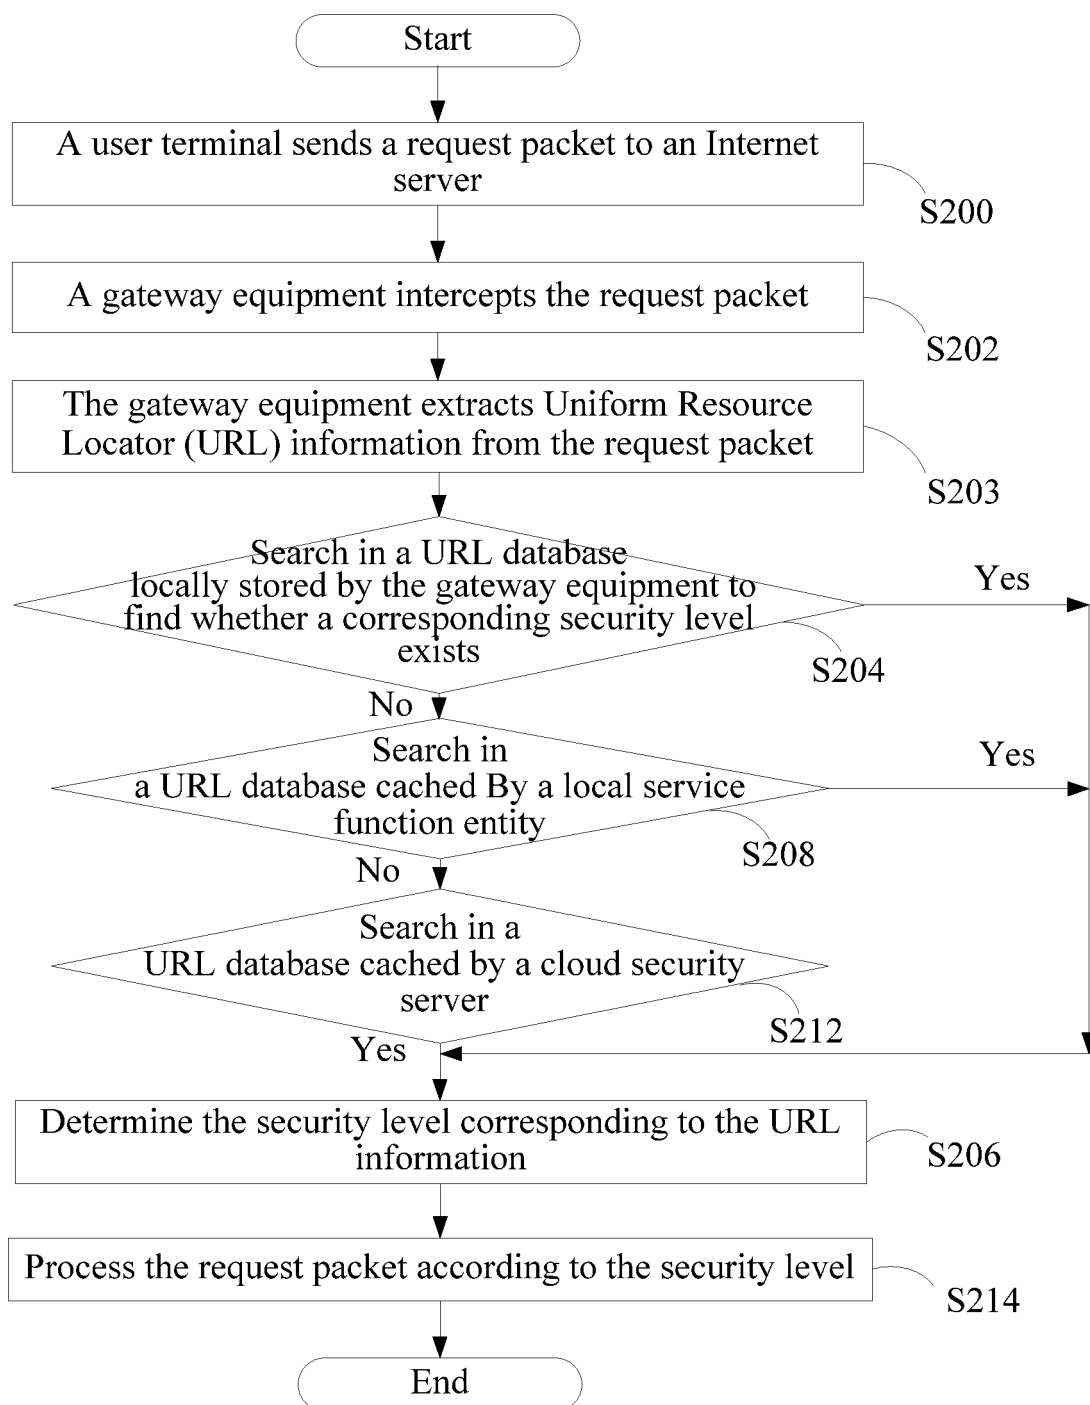 Start
A user terminal sends a request packet to an Internet
server
S200
A gateway equipment intercepts the request packet
S202
The gateway equipment extracts Uniform Resource
Locator (URL) information from the request packet
S203
Search in a URL database
locally stored by the gateway equipment to
find whether a corresponding security level
exists
Yes
S204
No
Search in
a URL database cached By a local service
function entity
Yes
S208
No
Search in a
URL database cached by a cloud security
server
S212
Yes
Determine the security level corresponding to the URL
information
S206
Process the request packet according to the security level
S214
End